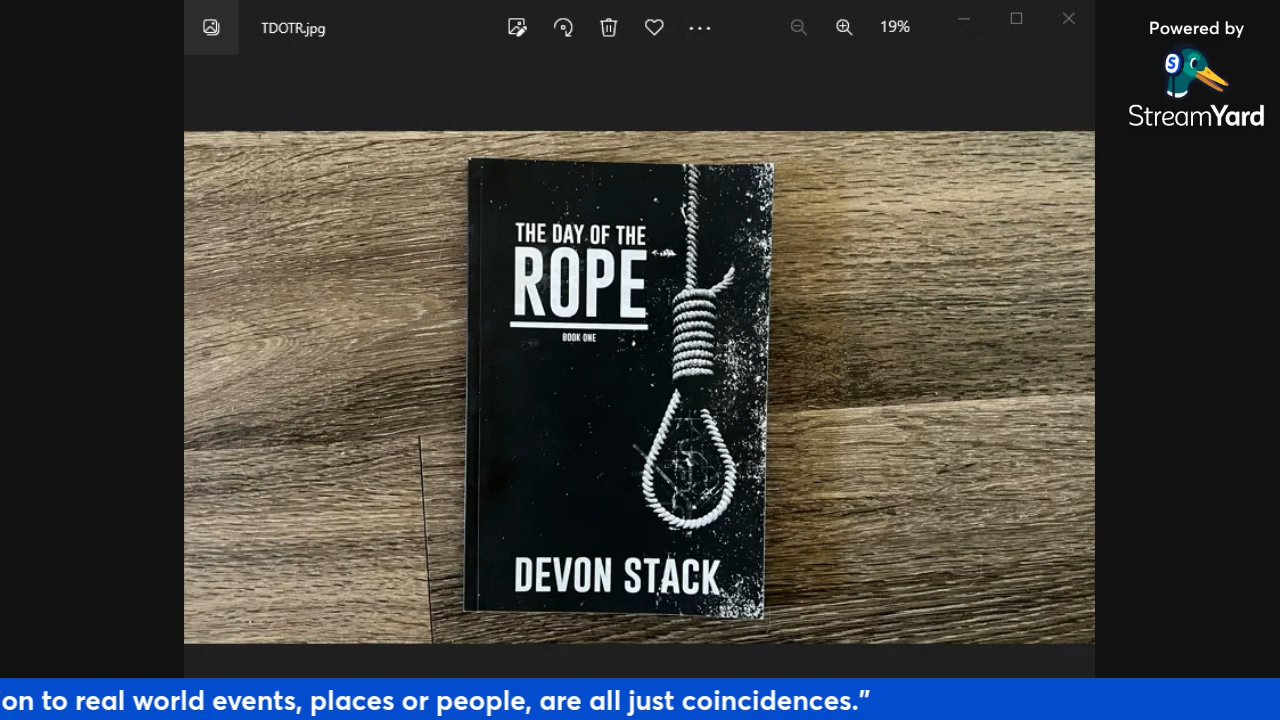 TDOTR.jpg
19%
Powered by
S
StreamYard
THE DAY OF THE
ROPE
BOOK ONE
DEVON STACK
on to real world events, places or people, are all just coincidences.”